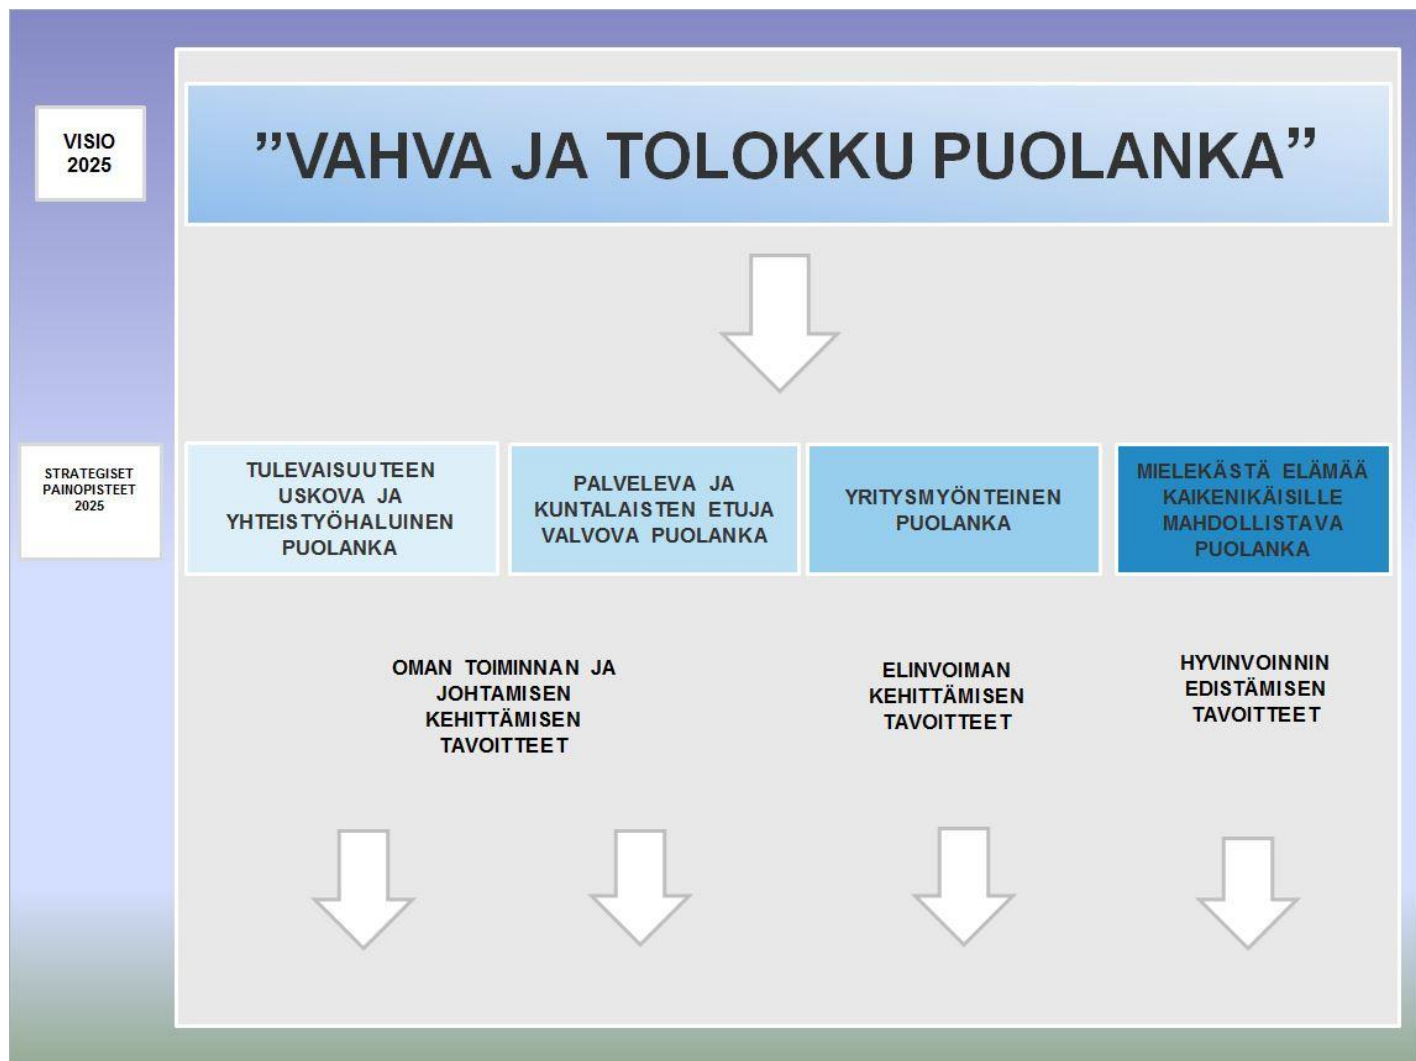 VISIO
2025
”VAHVA JA TOLOKKU PUOLANKA”
STRATEGISET
PAINOPISTEET
2025
TULEVAISUUTEEN
USKOVA JA
YHTEISTYÖHALUINEN
PUOLANKA
PALVELEVA JA
KUNTALAISTEN ETUJA
VALVOVA PUOLANKA
YRITYSMYÖNTEINEN
PUOLANKA
MIELEKÄSTÄ ELÄMÄÄ
KAIKENIKÄISILLE
MAHDOLLISTAVA
PUOLANKA
OMAN TOIMINNAN JA
JOHTAMISEN
KEHITTÄMISEN
TAVOITTEET
ELINVOIMAN
KEHITTÄMISEN
TAVOITTEET
HYVINVOINNIN
EDISTÄMISEN
TAVOITTEET